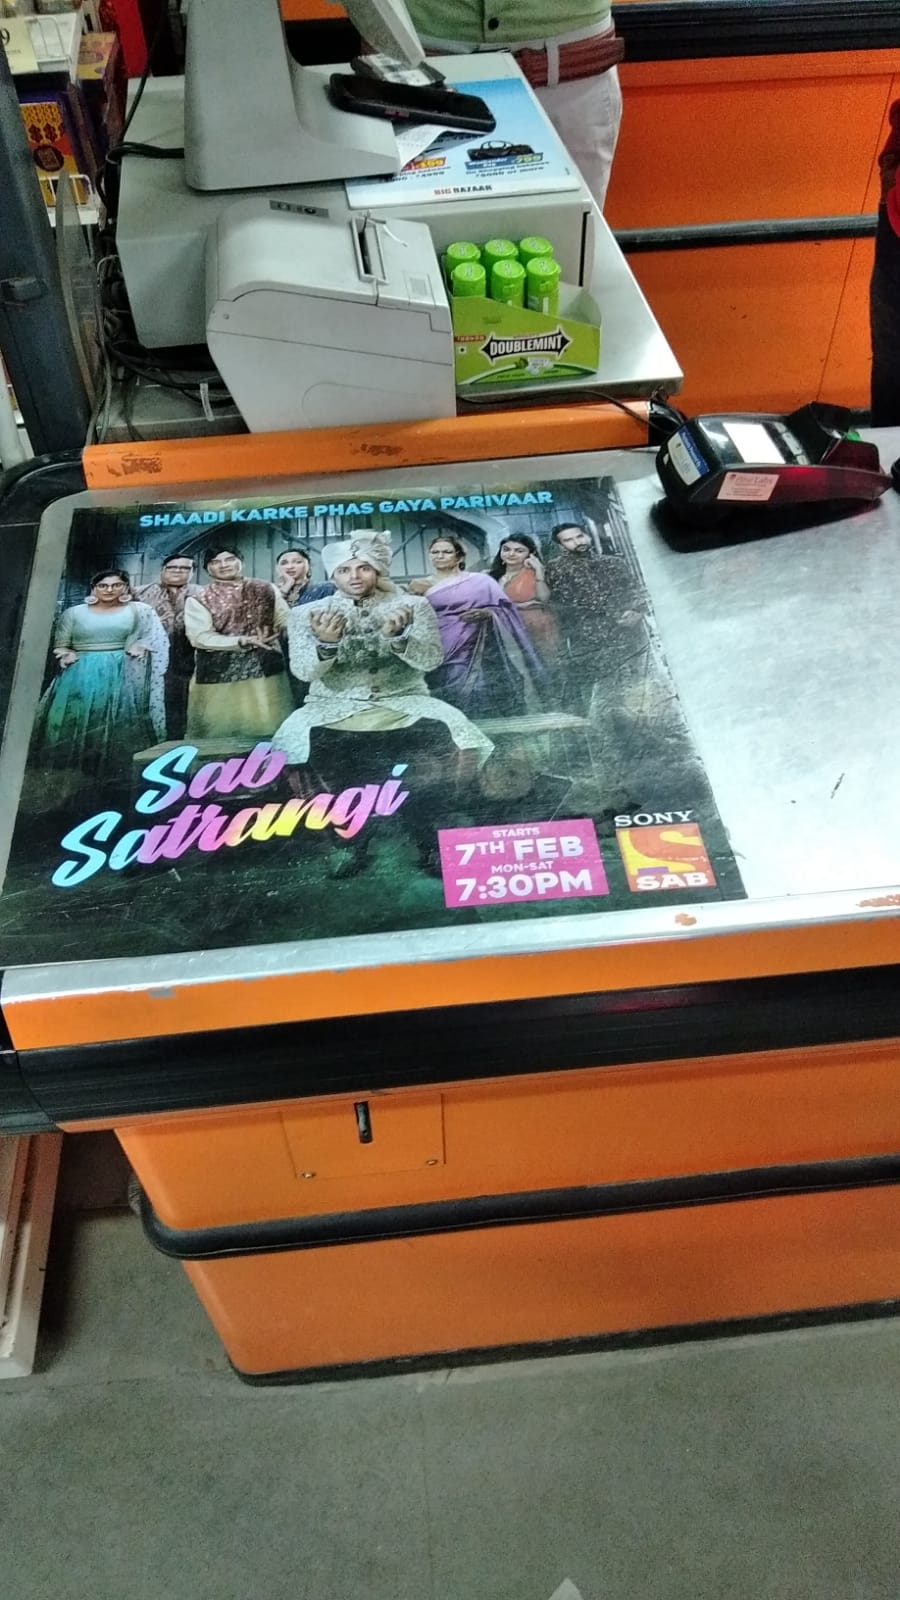 BIG BAZAAR
DOUBLEMINT
SHAADI KARKE PHAS GAYA PARIVAAR
Sab
Satrangi
STARTS
7TH FEB
MON-SAT
7:30PM
SONY
SAB